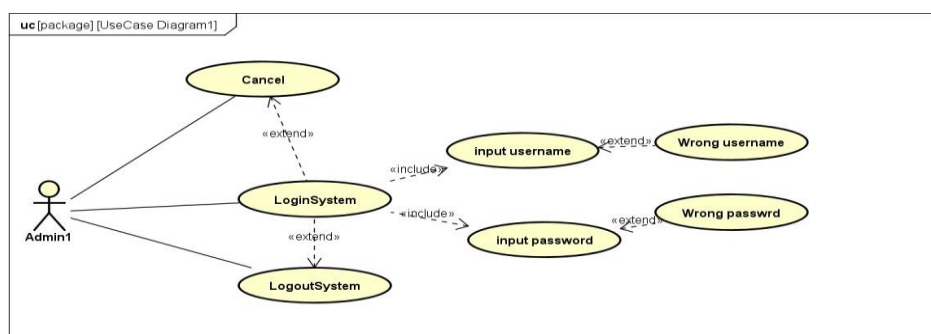 uc [package] [UseCase Diagram1]
Cancel
«extend»
input username
«extend»
Wrong username
«include»
LoginSystem
«include»
«extend»
Wrong passwrd
input password
Admin1
«extend»
LogoutSystem